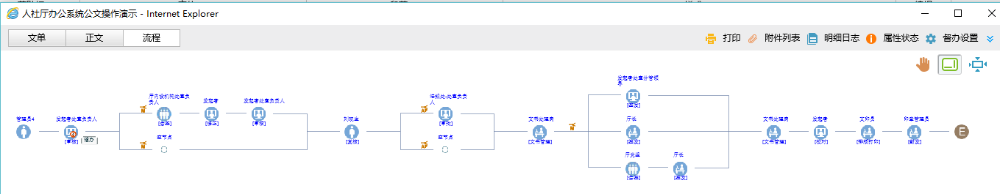 人社厅办公系统公文操作演示 - Internet Explorer
文单
正文
流程
打印
附件列表
明细日志
属性状态
督办设置
管理员4
发起者处室负责人
[审核]
待办
厅内设机构处室负
责人
[会签]
发起者
[修正]
发起者处室负责人
[审核]
空节点
[复核]
法规处-处室负责
人
[审核]
空节点
文书处理岗
[文书管理]
发起者处室分管领
导
[签发]
厅长
[签发]
厅党组
[会签]
厅长
[签发]
文书处理岗
[文书管理]
发起者
[校对]
文印员
[排版打印]
印章管理员
[封发]
E